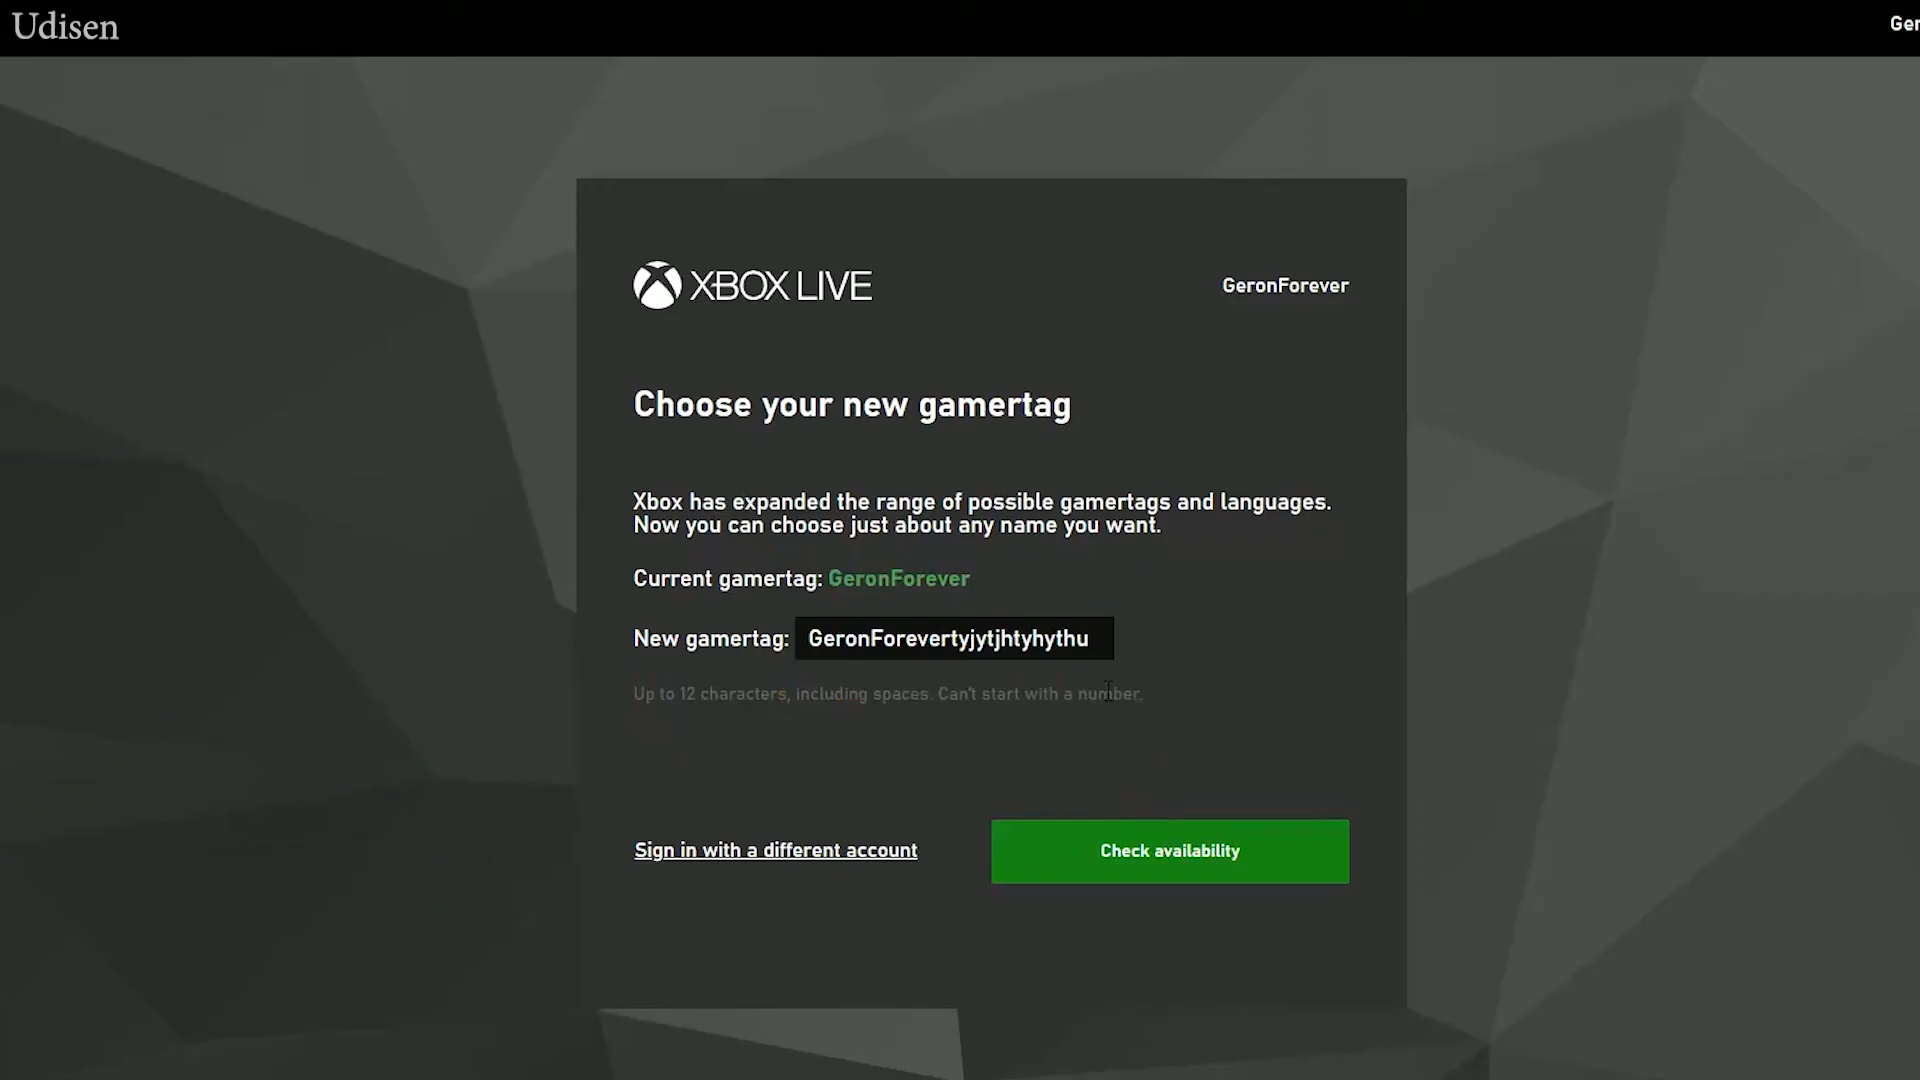 Udisen
Ger
XBOX LIVE
GeronForever
Choose your new gamertag
Xbox has expanded the range of possible gamertags and languages.
Now you can choose just about any name you want.
Current gamertag: GeronForever
New gamertag: GeronForevertyjytjhtyhythu
Up to 12 characters, including spaces. Can't start with a number.
Sign in with a different account
Check availability